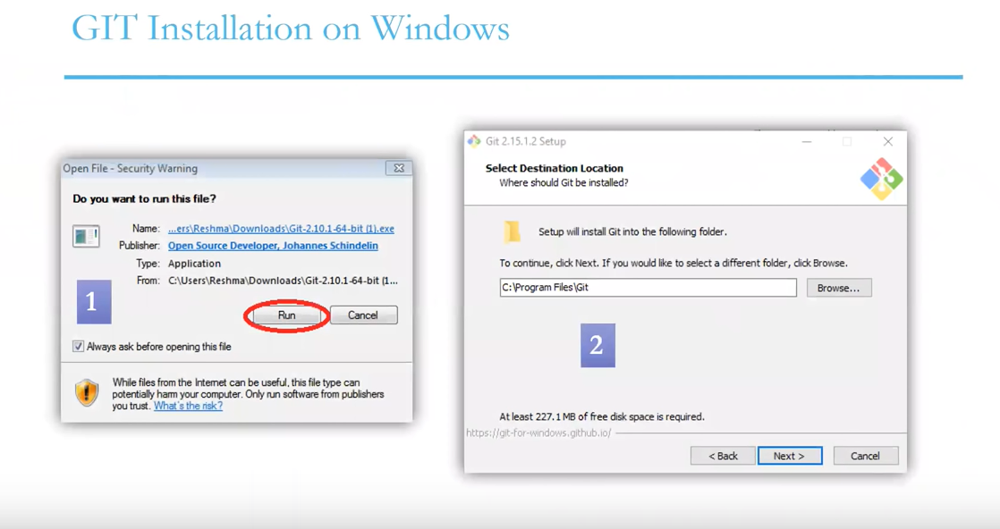 GIT Installation on Windows
Open File - Security Warning
Do you want to run this file?
Name: ...ers\Reshma\Downloads\Git-2.10.1-64-bit (1).exe
Publisher: Open Source Developer, Johannes Schindelin
Type: Application
From: C:\Users\Reshma\Downloads\Git-2.10.1-64-bit (1...
1
Run Cancel
Always ask before opening this file
While files from the Internet can be useful, this file type can
potentially harm your computer. Only run software from publishers
you trust. What's the risk?
Git 2.15.1.2 Setup
Select Destination Location
Where should Git be installed?
Setup will install Git into the following folder.
To continue, click Next. If you would like to select a different folder, click Browse.
C:\Program Files\Git Browse...
2
At least 227.1 MB of free disk space is required.
https://git-for-windows.github.io/
< Back Next > Cancel